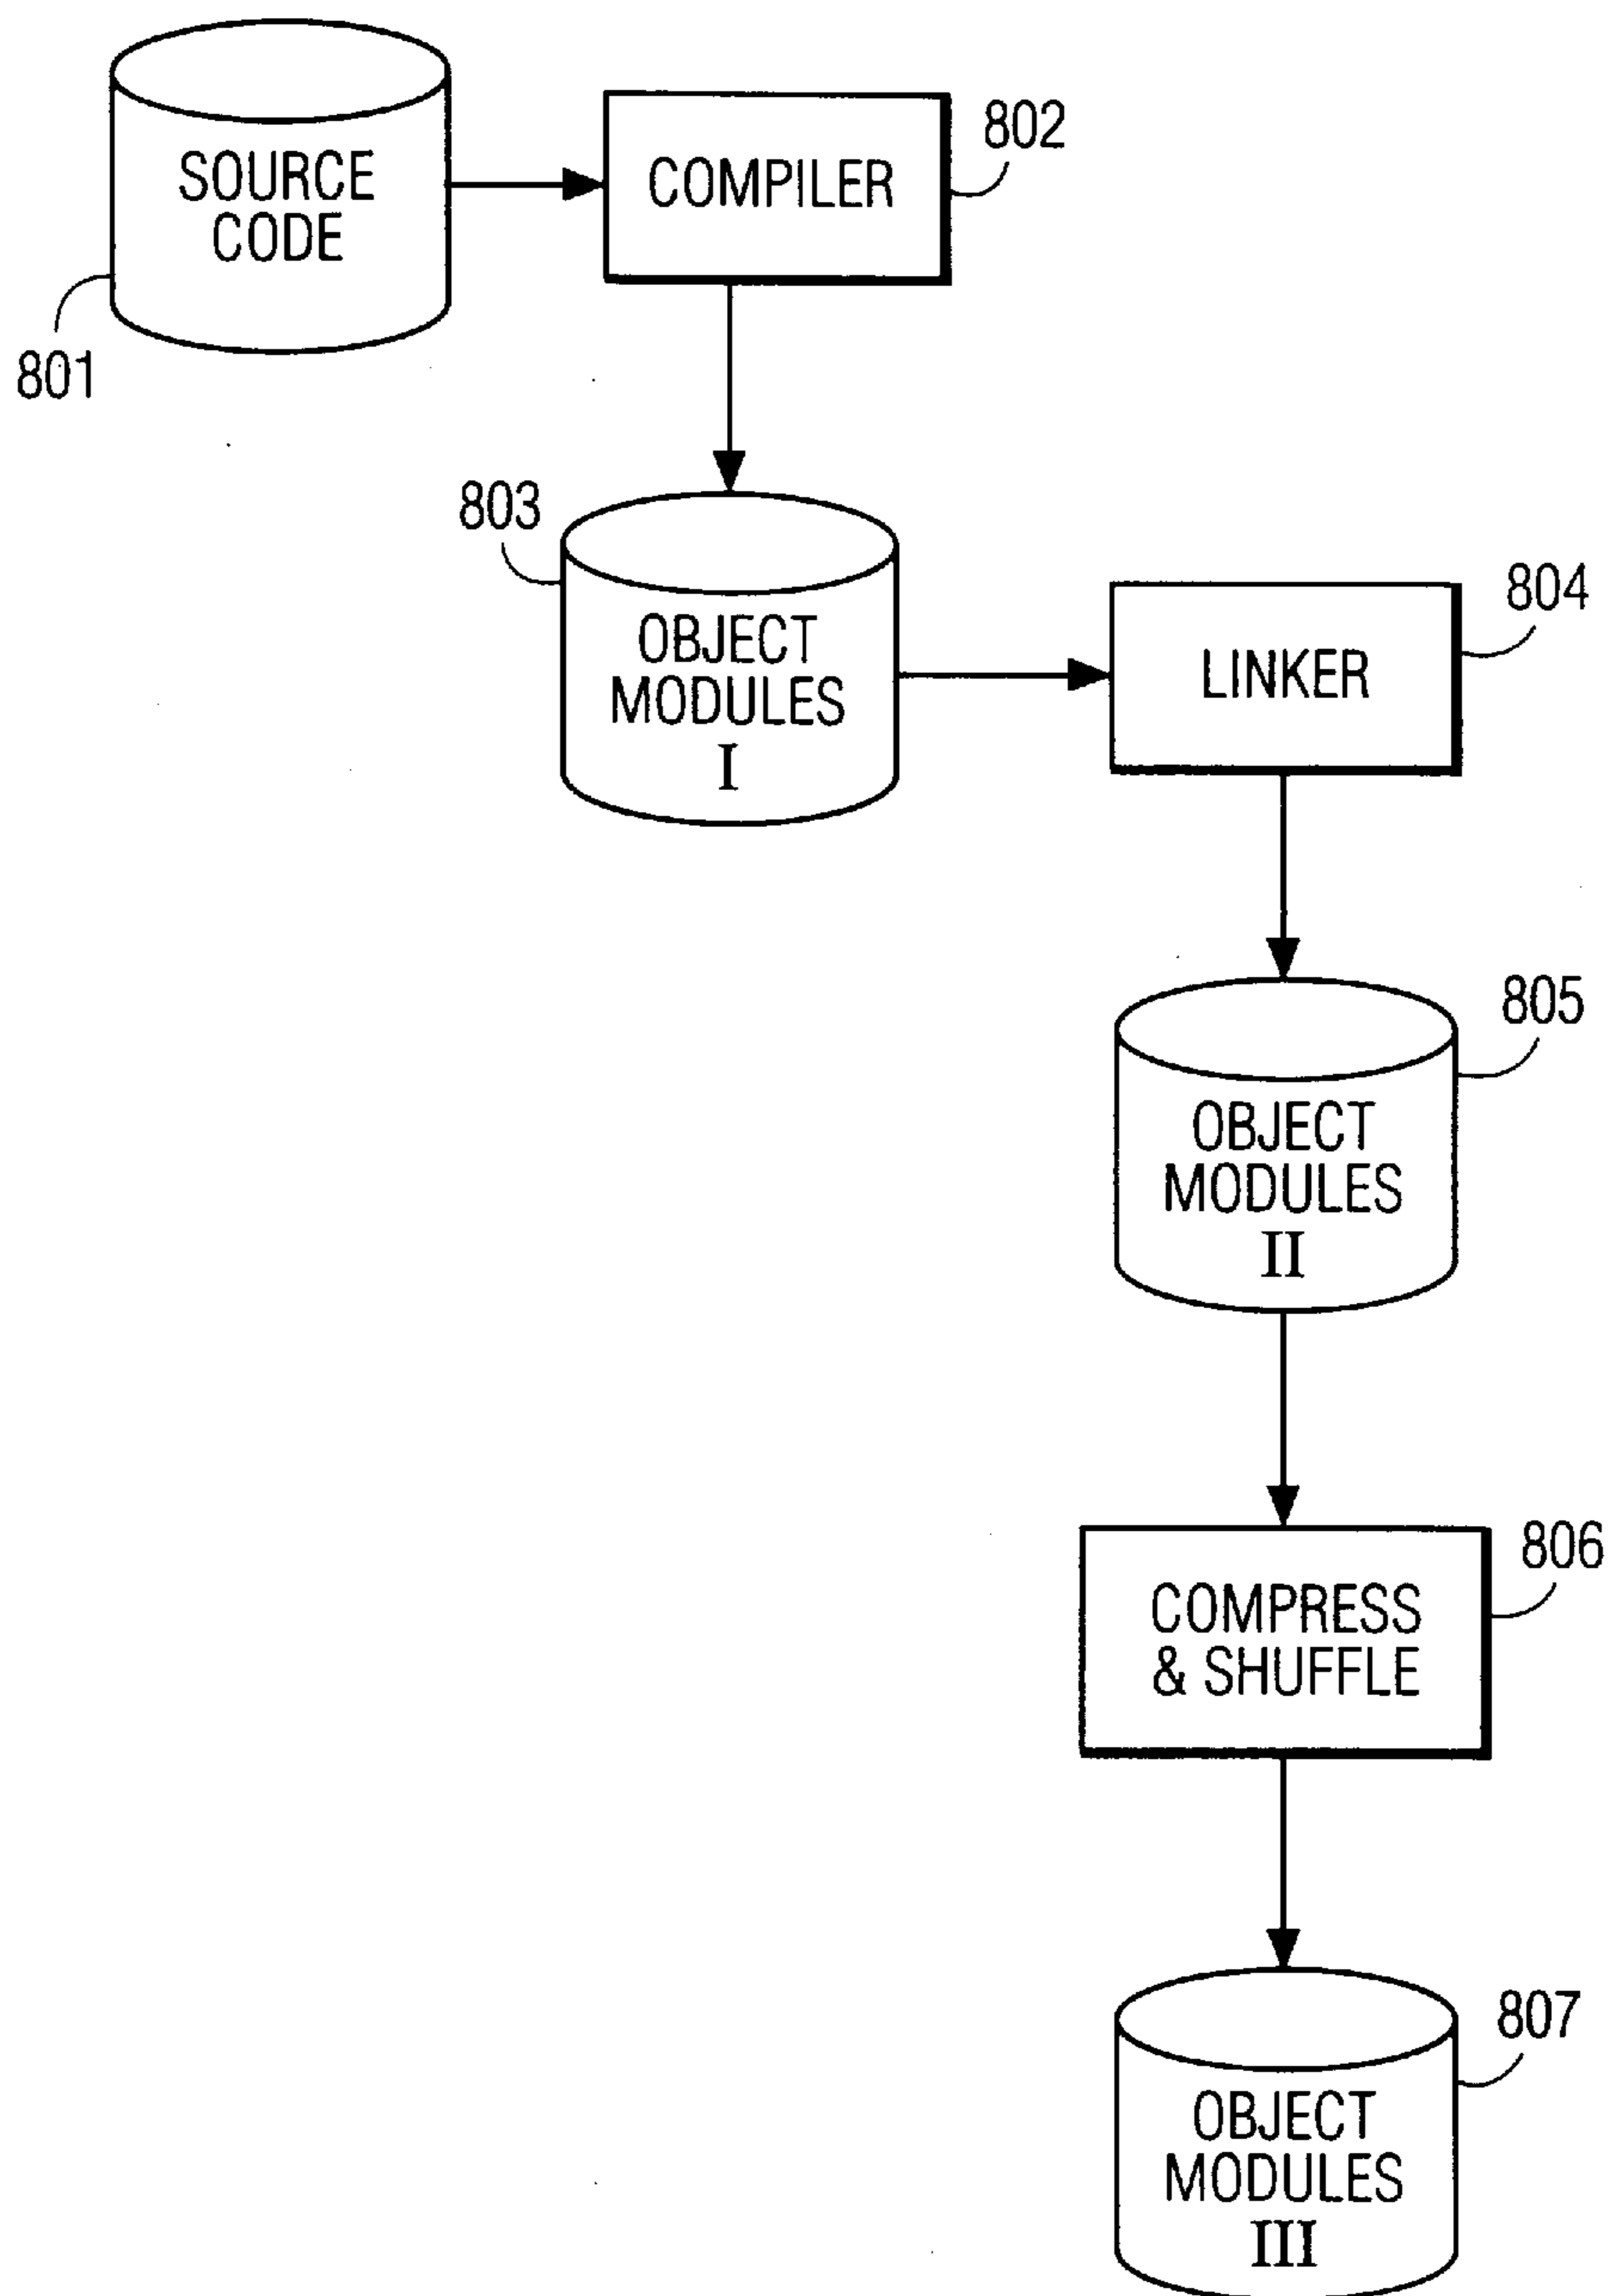 SOURCE
CODE
801
COMPILER
802
803
OBJECT
MODULES
I
LINKER
804
805
OBJECT
MODULES
II
COMPRESS
& SHUFFLE
806
807
OBJECT
MODULES
III